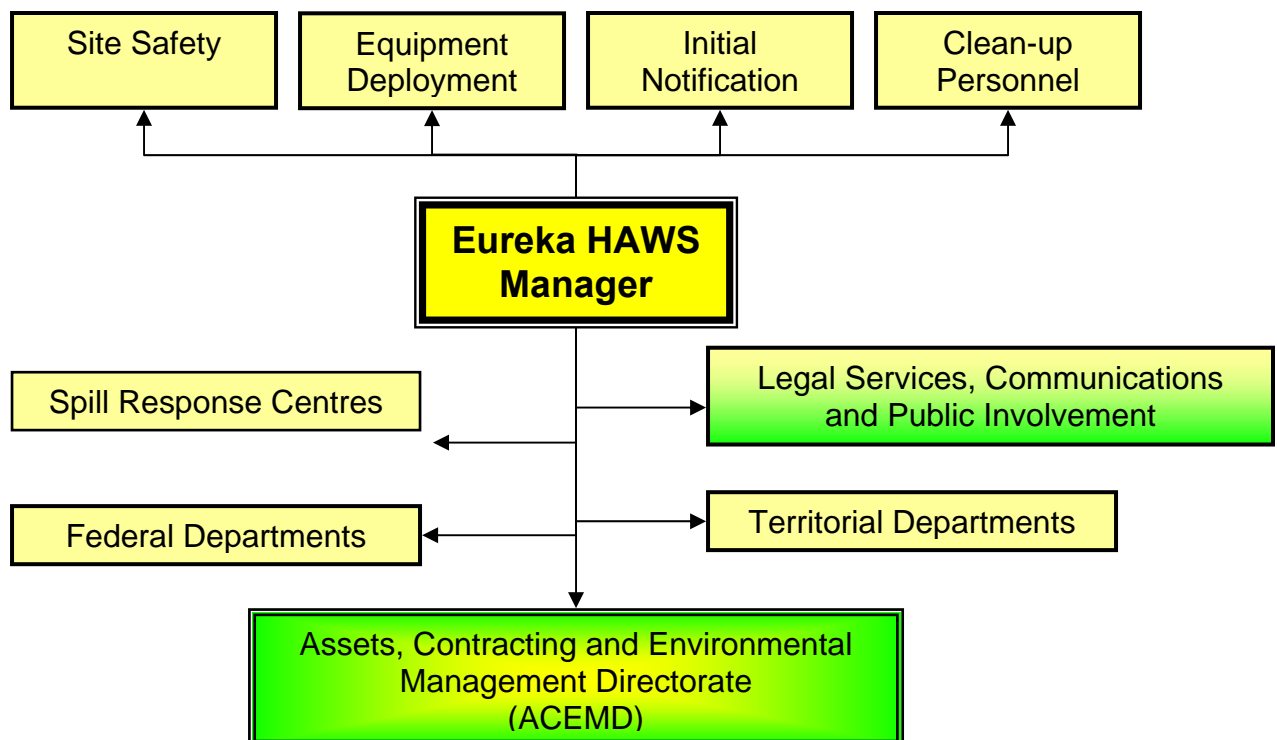 Site Safety
Equipment
Deployment
Initial
Notification
Clean-up
Personnel
Eureka HAWS
Manager
Spill Response Centres
Legal Services, Communications
and Public Involvement
Federal Departments
Territorial Departments
Assets, Contracting and Environmental
Management Directorate
(ACEMD)